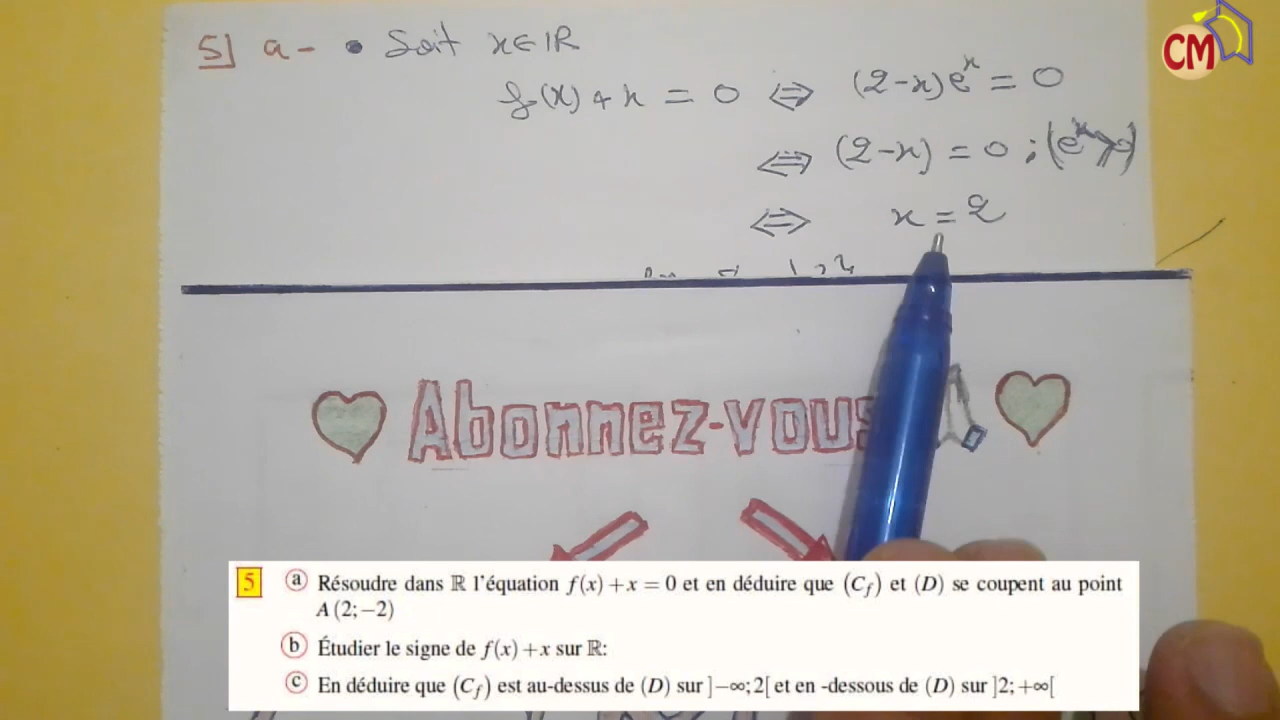 5] a- • Soit x∈ℝ
f(x)+x = 0 ⇔ (2-x)eˣ = 0
⇔ (2-x) = 0 ; (eˣ>0)
⇔ x = 2
CM
Abonnez-vous
5 a Résoudre dans ℝ l'équation f(x)+x = 0 et en déduire que (C_f) et (D) se coupent au point
A(2;−2)
b Étudier le signe de f(x)+x sur ℝ:
c En déduire que (C_f) est au-dessus de (D) sur ]−∞;2[ et en -dessous de (D) sur ]2;+∞[